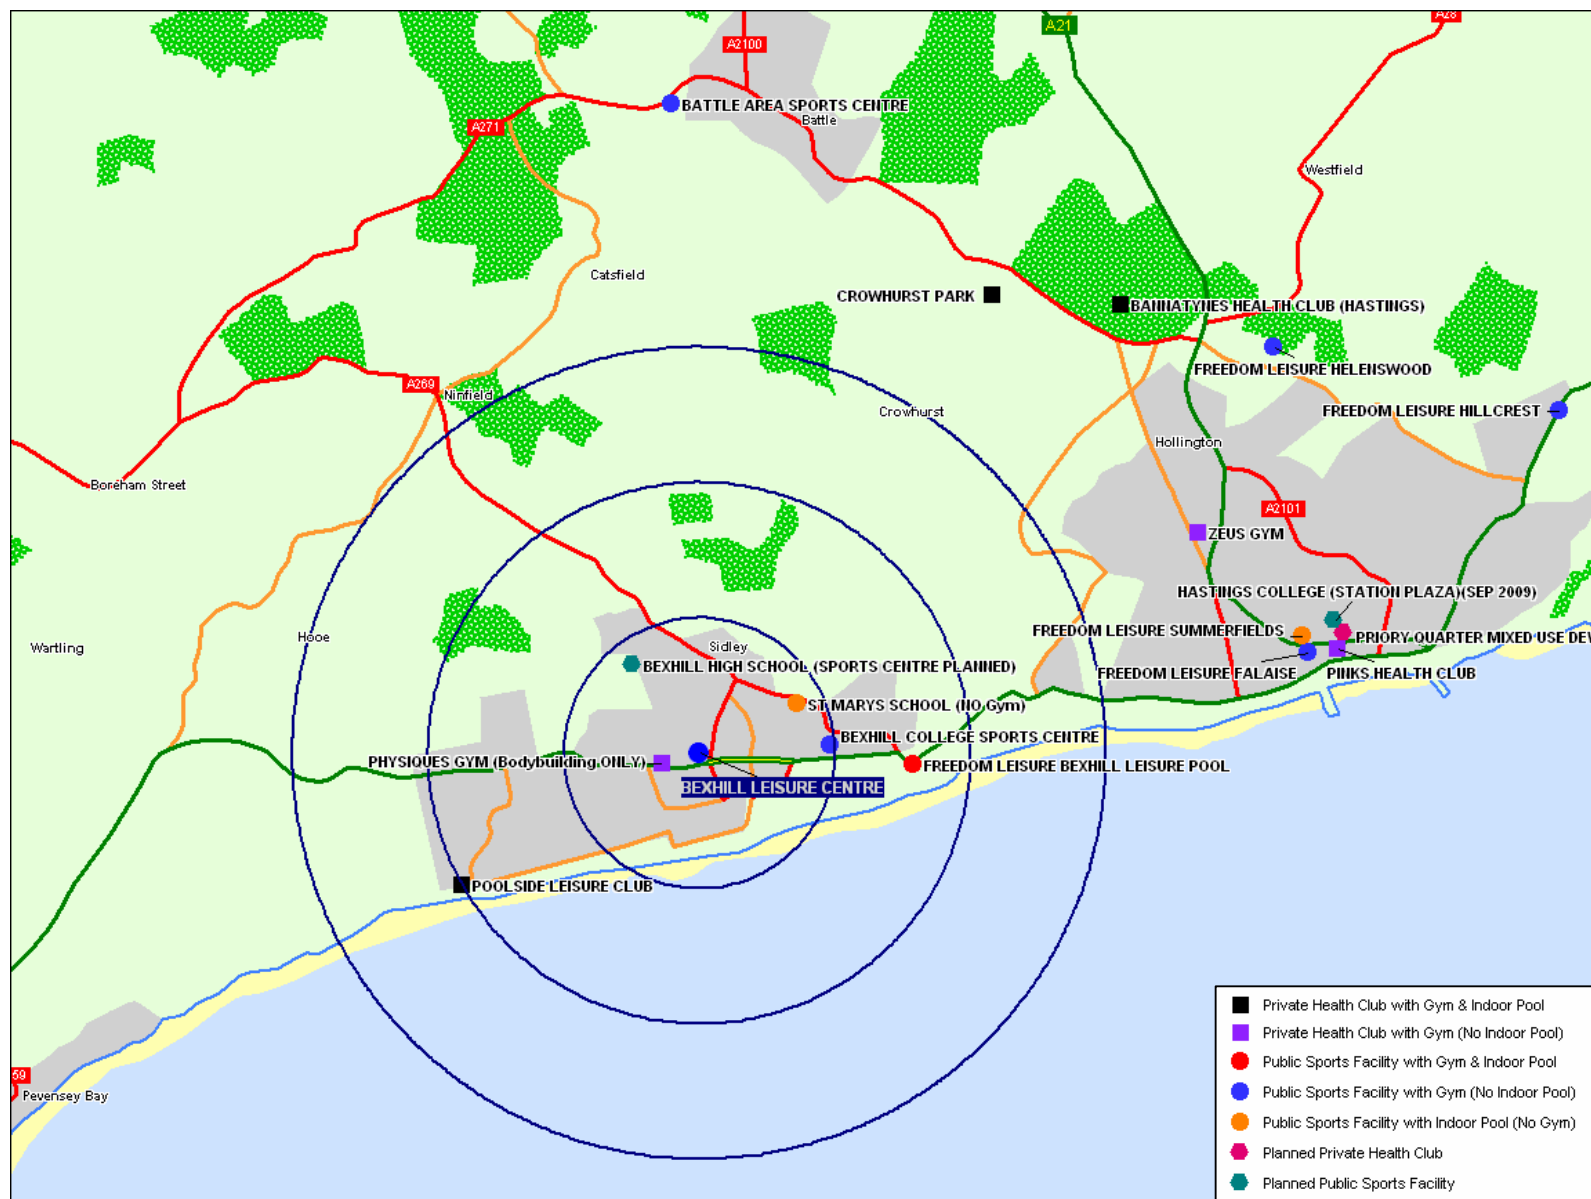 A28
A21
A2100
BATTLE AREA SPORTS CENTRE
Battle
A271
Westfield
Catsfield
CROWHURST PARK
BANNATYNES HEALTH CLUB (HASTINGS)
FREEDOM LEISURE HELENSWOOD
A269
Ninfield
Crowhurst
FREEDOM LEISURE HILLCREST
Hollington
Boreham Street
A2101
ZEUS GYM
HASTINGS COLLEGE (STATION PLAZA)(SEP 2009)
FREEDOM LEISURE SUMMERFIELDS
PRIORY QUARTER MIXED USE DEV
Hooe
Wartling
Sidley
BEXHILL HIGH SCHOOL (SPORTS CENTRE PLANNED)
FREEDOM LEISURE FALAISE
PINKS HEALTH CLUB
ST MARYS SCHOOL (NO Gym)
BEXHILL COLLEGE SPORTS CENTRE
PHYSIQUES GYM (Bodybuilding ONLY)
FREEDOM LEISURE BEXHILL LEISURE POOL
BEXHILL LEISURE CENTRE
POOLSIDE LEISURE CLUB
59
Pevensey Bay
Private Health Club with Gym & Indoor Pool
Private Health Club with Gym (No Indoor Pool)
Public Sports Facility with Gym & Indoor Pool
Public Sports Facility with Gym (No Indoor Pool)
Public Sports Facility with Indoor Pool (No Gym)
Planned Private Health Club
Planned Public Sports Facility